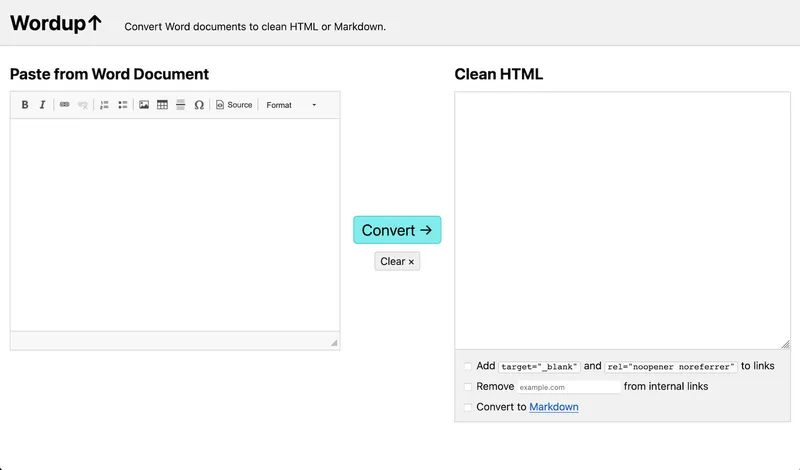 Wordup↑
Convert Word documents to clean HTML or Markdown.
Paste from Word Document
B I Ω Source Format
Convert →
Clear ×
Clean HTML
Add target="_blank" and rel="noopener noreferrer" to links
Remove example.com from internal links
Convert to Markdown